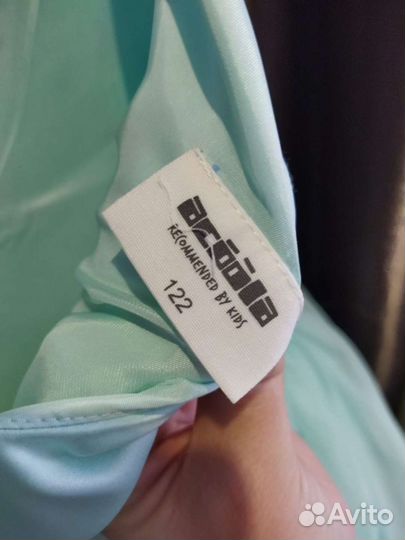 acoola
RECOMMENDED BY KIDS
122
Avito